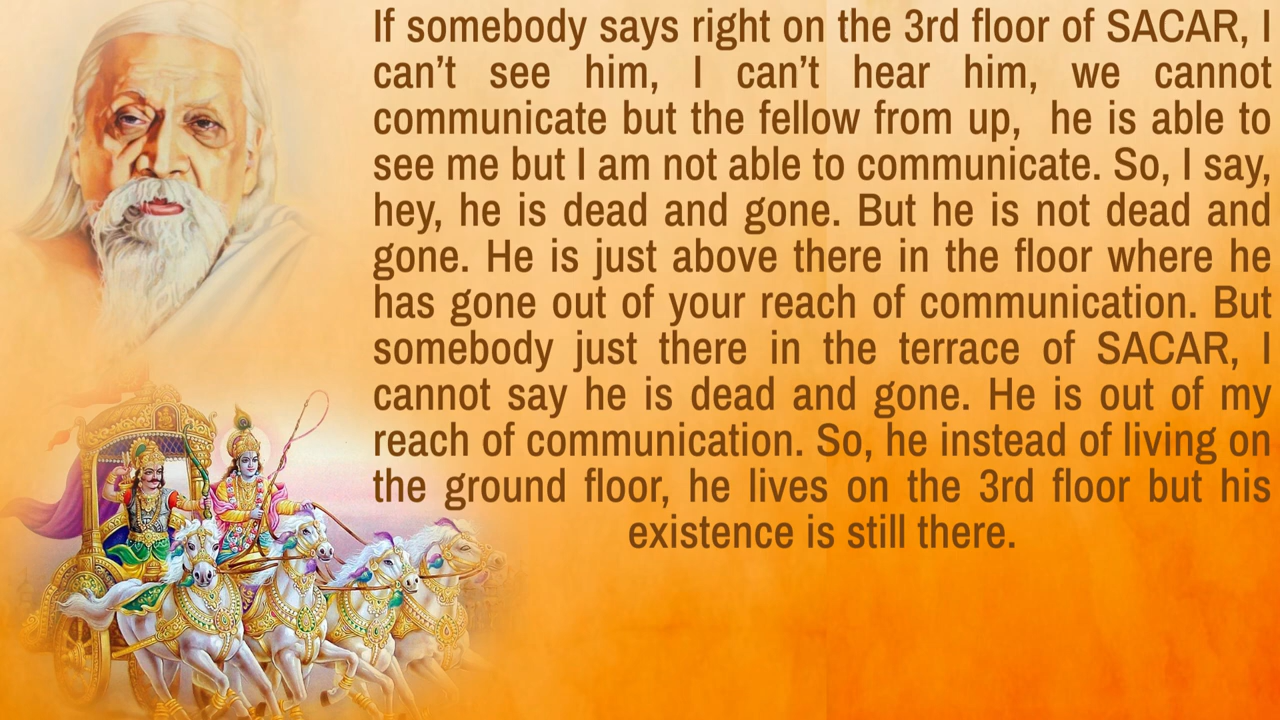 If somebody says right on the 3rd floor of SACAR, I
can’t see him, I can’t hear him, we cannot
communicate but the fellow from up,  he is able to
see me but I am not able to communicate. So, I say,
hey, he is dead and gone. But he is not dead and
gone. He is just above there in the floor where he
has gone out of your reach of communication. But
somebody just there in the terrace of SACAR, I
cannot say he is dead and gone. He is out of my
reach of communication. So, he instead of living on
the ground floor, he lives on the 3rd floor but his
existence is still there.